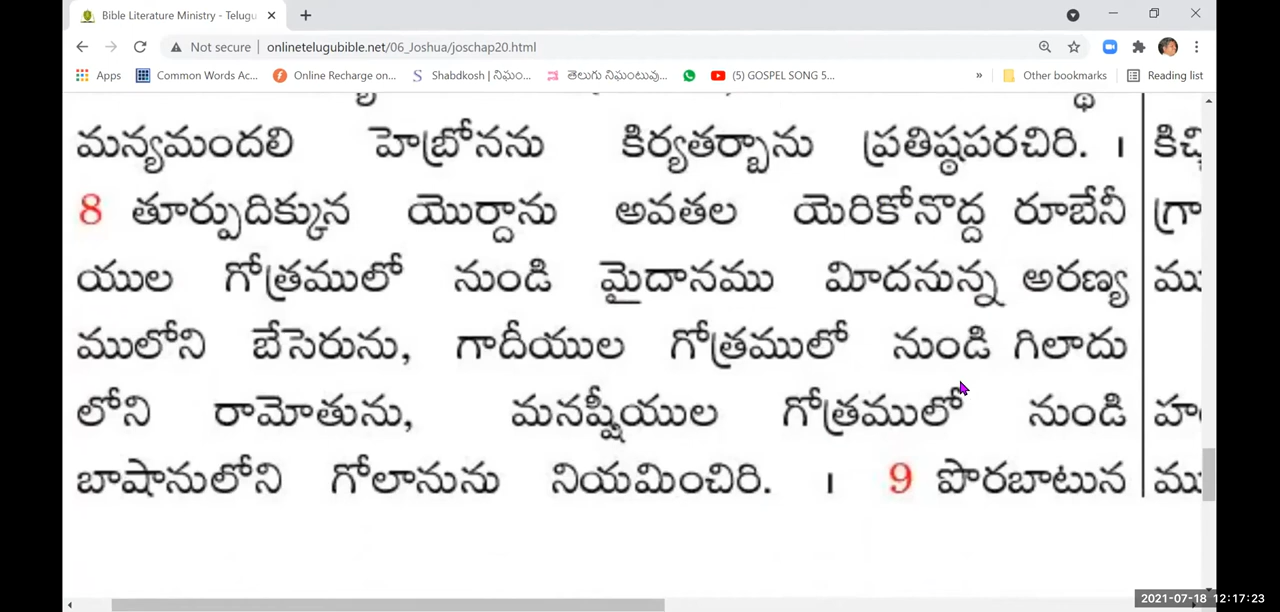 Bible Literature Ministry - Telugu
Not secure
onlinetelugubible.net/06_Joshua/joschap20.html
Apps
Common Words Ac...
Online Recharge on...
Shabdkosh | నిఘం...
తెలుగు నిఘంటువు...
(5) GOSPEL SONG 5...
»
Other bookmarks
Reading list
మన్యమందలి హెబ్రోనను కిర్యతర్బాను ప్రతిష్ఠపరచిరి. ।
8 తూర్పుదిక్కున యొర్దాను అవతల యెరికోనొద్ద రూబేనీ
యుల గోత్రములో నుండి మైదానము మీదనున్న అరణ్య
ములోని బేసెరును, గాదీయుల గోత్రములో నుండి గిలాదు
లోని రామోతును, మనష్షీయుల గోత్రములో నుండి
బాషానులోని గోలానును నియమించిరి. । 9 పొరబాటున
2021-07-18 12:17:23